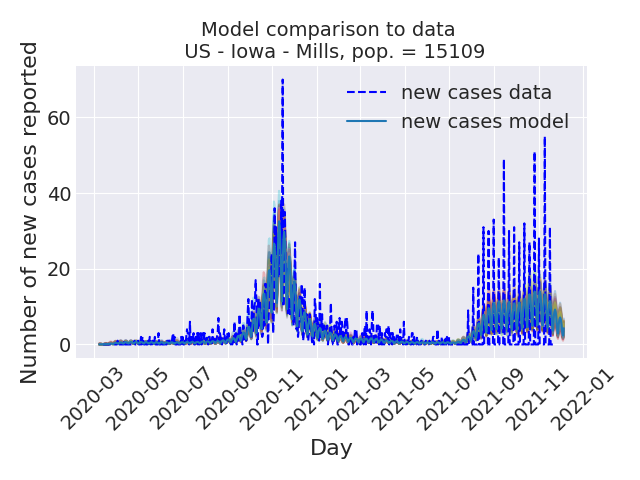 Model comparison to data
US - Iowa - Mills, pop. = 15109
Number of new cases reported
60
40
20
0
new cases data
new cases model
2020-03
2020-05
2020-07
2020-09
2020-11
2021-01
2021-03
2021-05
2021-07
2021-09
2021-11
2022-01
Day